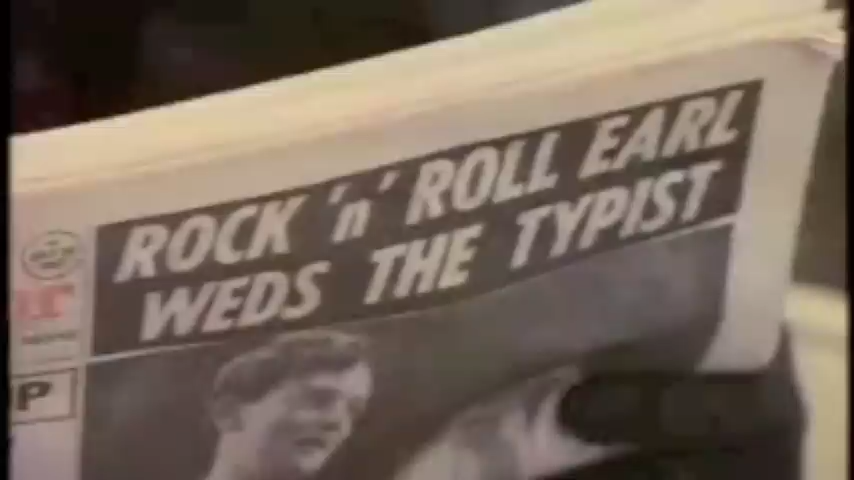 ROCK 'n' ROLL EARL
WEDS THE TYPIST
P